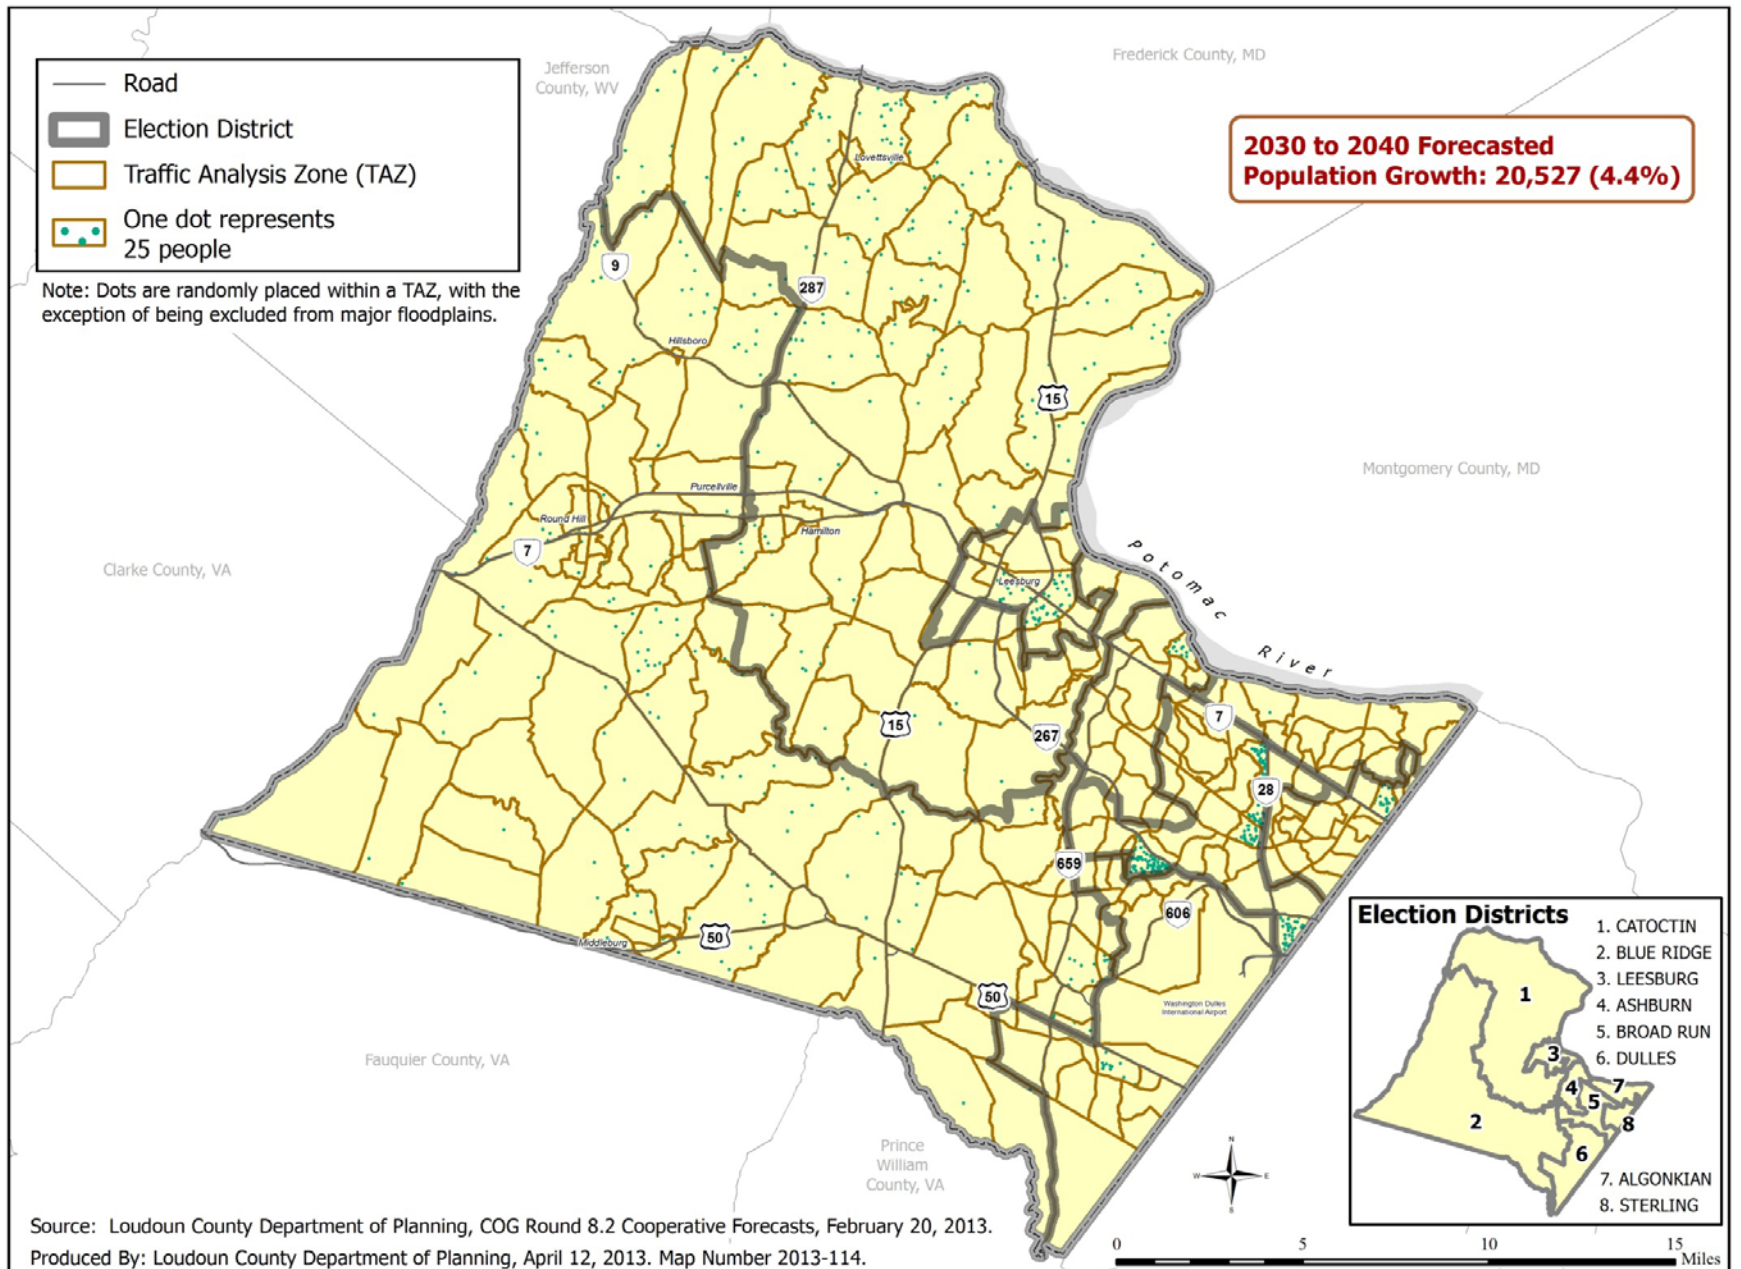 Road
Election District
Traffic Analysis Zone (TAZ)
One dot represents
25 people
Note: Dots are randomly placed within a TAZ, with the
exception of being excluded from major floodplains.
Jefferson
County, WV
Frederick County, MD
2030 to 2040 Forecasted
Population Growth: 20,527 (4.4%)
Lovettsville
9
287
Hillsboro
15
Montgomery County, MD
Purcellville
Round Hill
Hamilton
7
Clarke County, VA
Leesburg
Potomac
River
15
267
7
28
659
606
Middleburg
50
50
Washington Dulles
International Airport
Fauquier County, VA
Prince
William
County, VA
N
W
E
S
Election Districts
1. CATOCTIN
2. BLUE RIDGE
3. LEESBURG
4. ASHBURN
5. BROAD RUN
6. DULLES
7. ALGONKIAN
8. STERLING
1
3
4
7
5
2
8
6
Source: Loudoun County Department of Planning, COG Round 8.2 Cooperative Forecasts, February 20, 2013.
Produced By: Loudoun County Department of Planning, April 12, 2013. Map Number 2013-114.
0 5 10 15
Miles